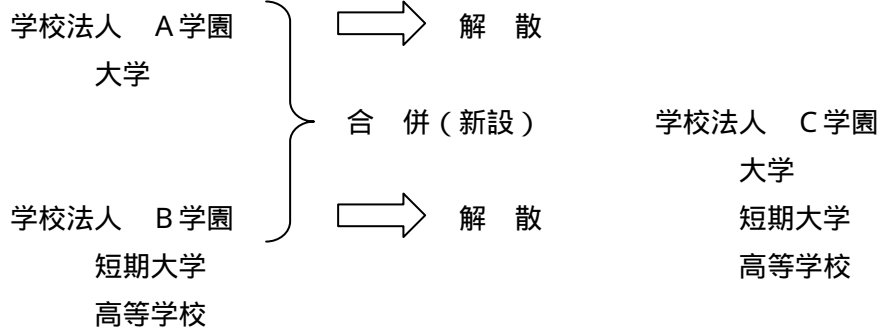 学校法人　A学園
解　散
大学
合　併（新設）
学校法人　C学園
大学
学校法人　B学園
解　散
短期大学
短期大学
高等学校
高等学校